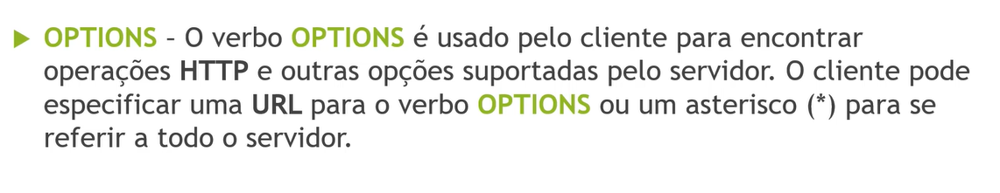 OPTIONS – O verbo OPTIONS é usado pelo cliente para encontrar
operações HTTP e outras opções suportadas pelo servidor. O cliente pode
especificar uma URL para o verbo OPTIONS ou um asterisco (*) para se
referir a todo o servidor.